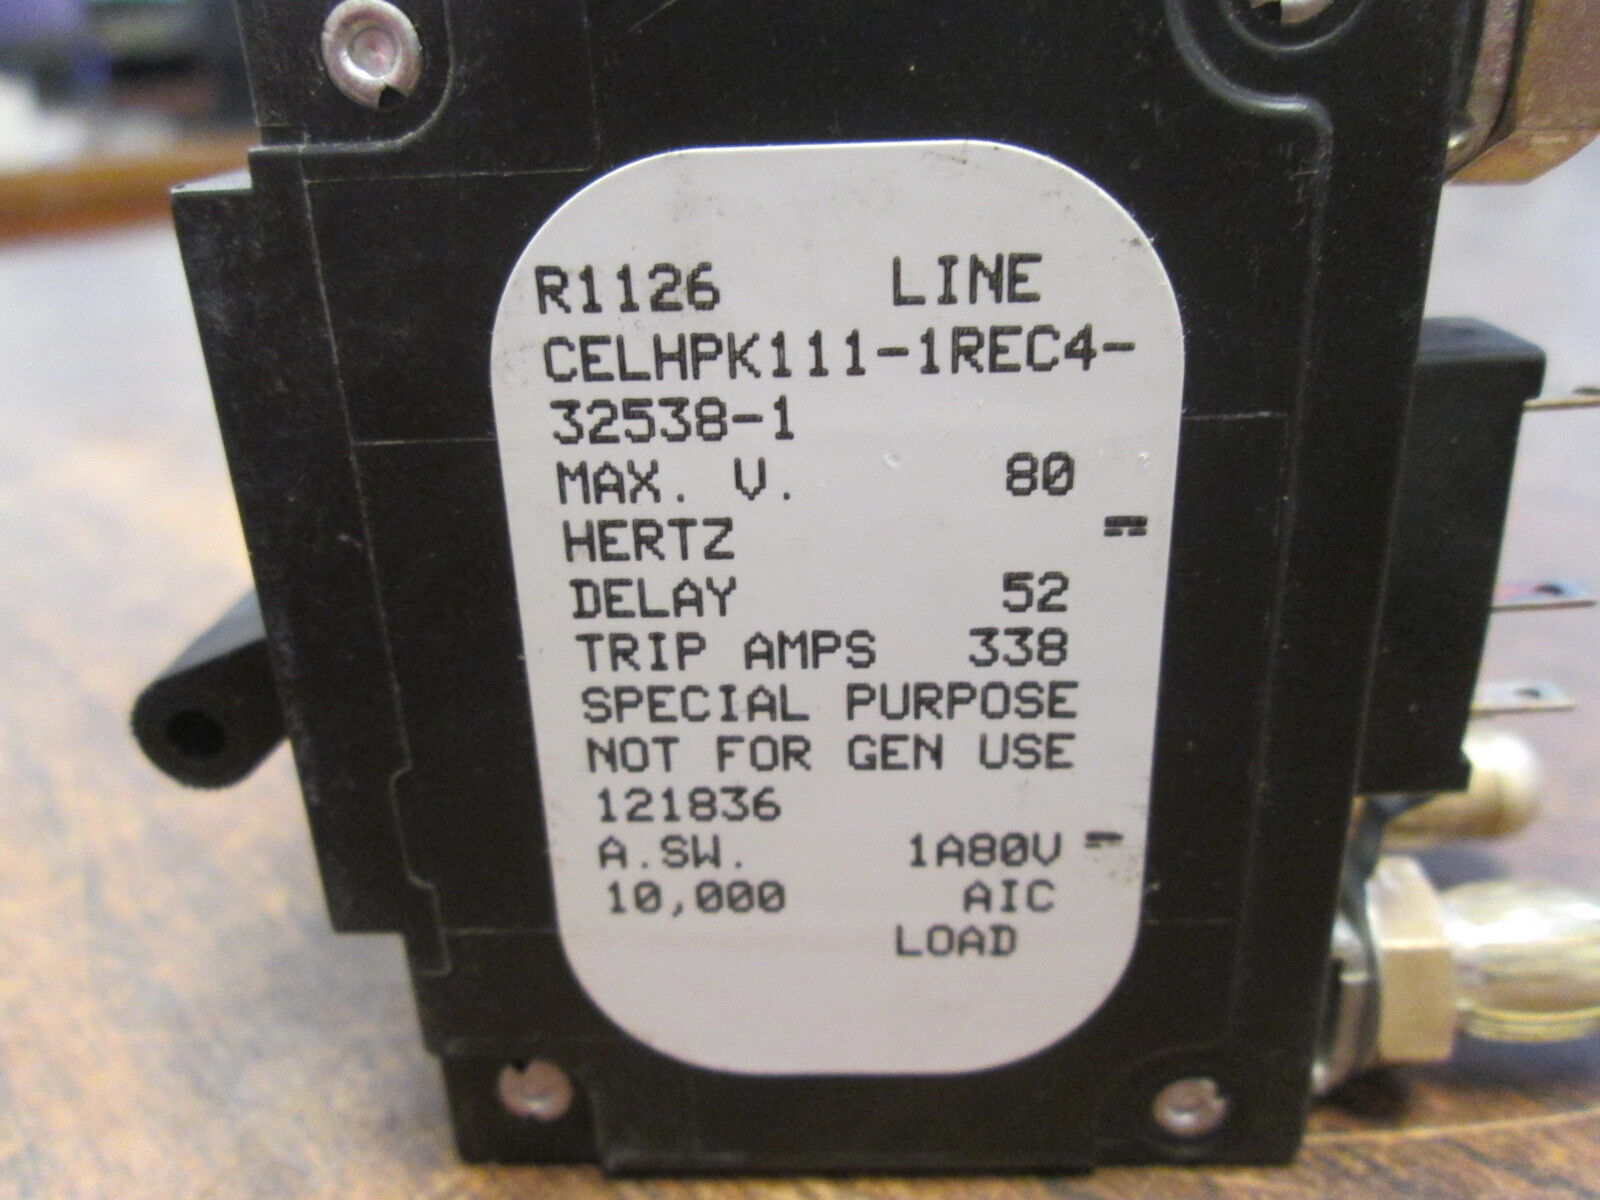 R1126 LINE
CELHPK111-1REC4-
32538-1
MAX. V. 80
HERTZ ⎓
DELAY 52
TRIP AMPS 338
SPECIAL PURPOSE
NOT FOR GEN USE
121836
A.SW. 1A80V ⎓
10,000 AIC
LOAD